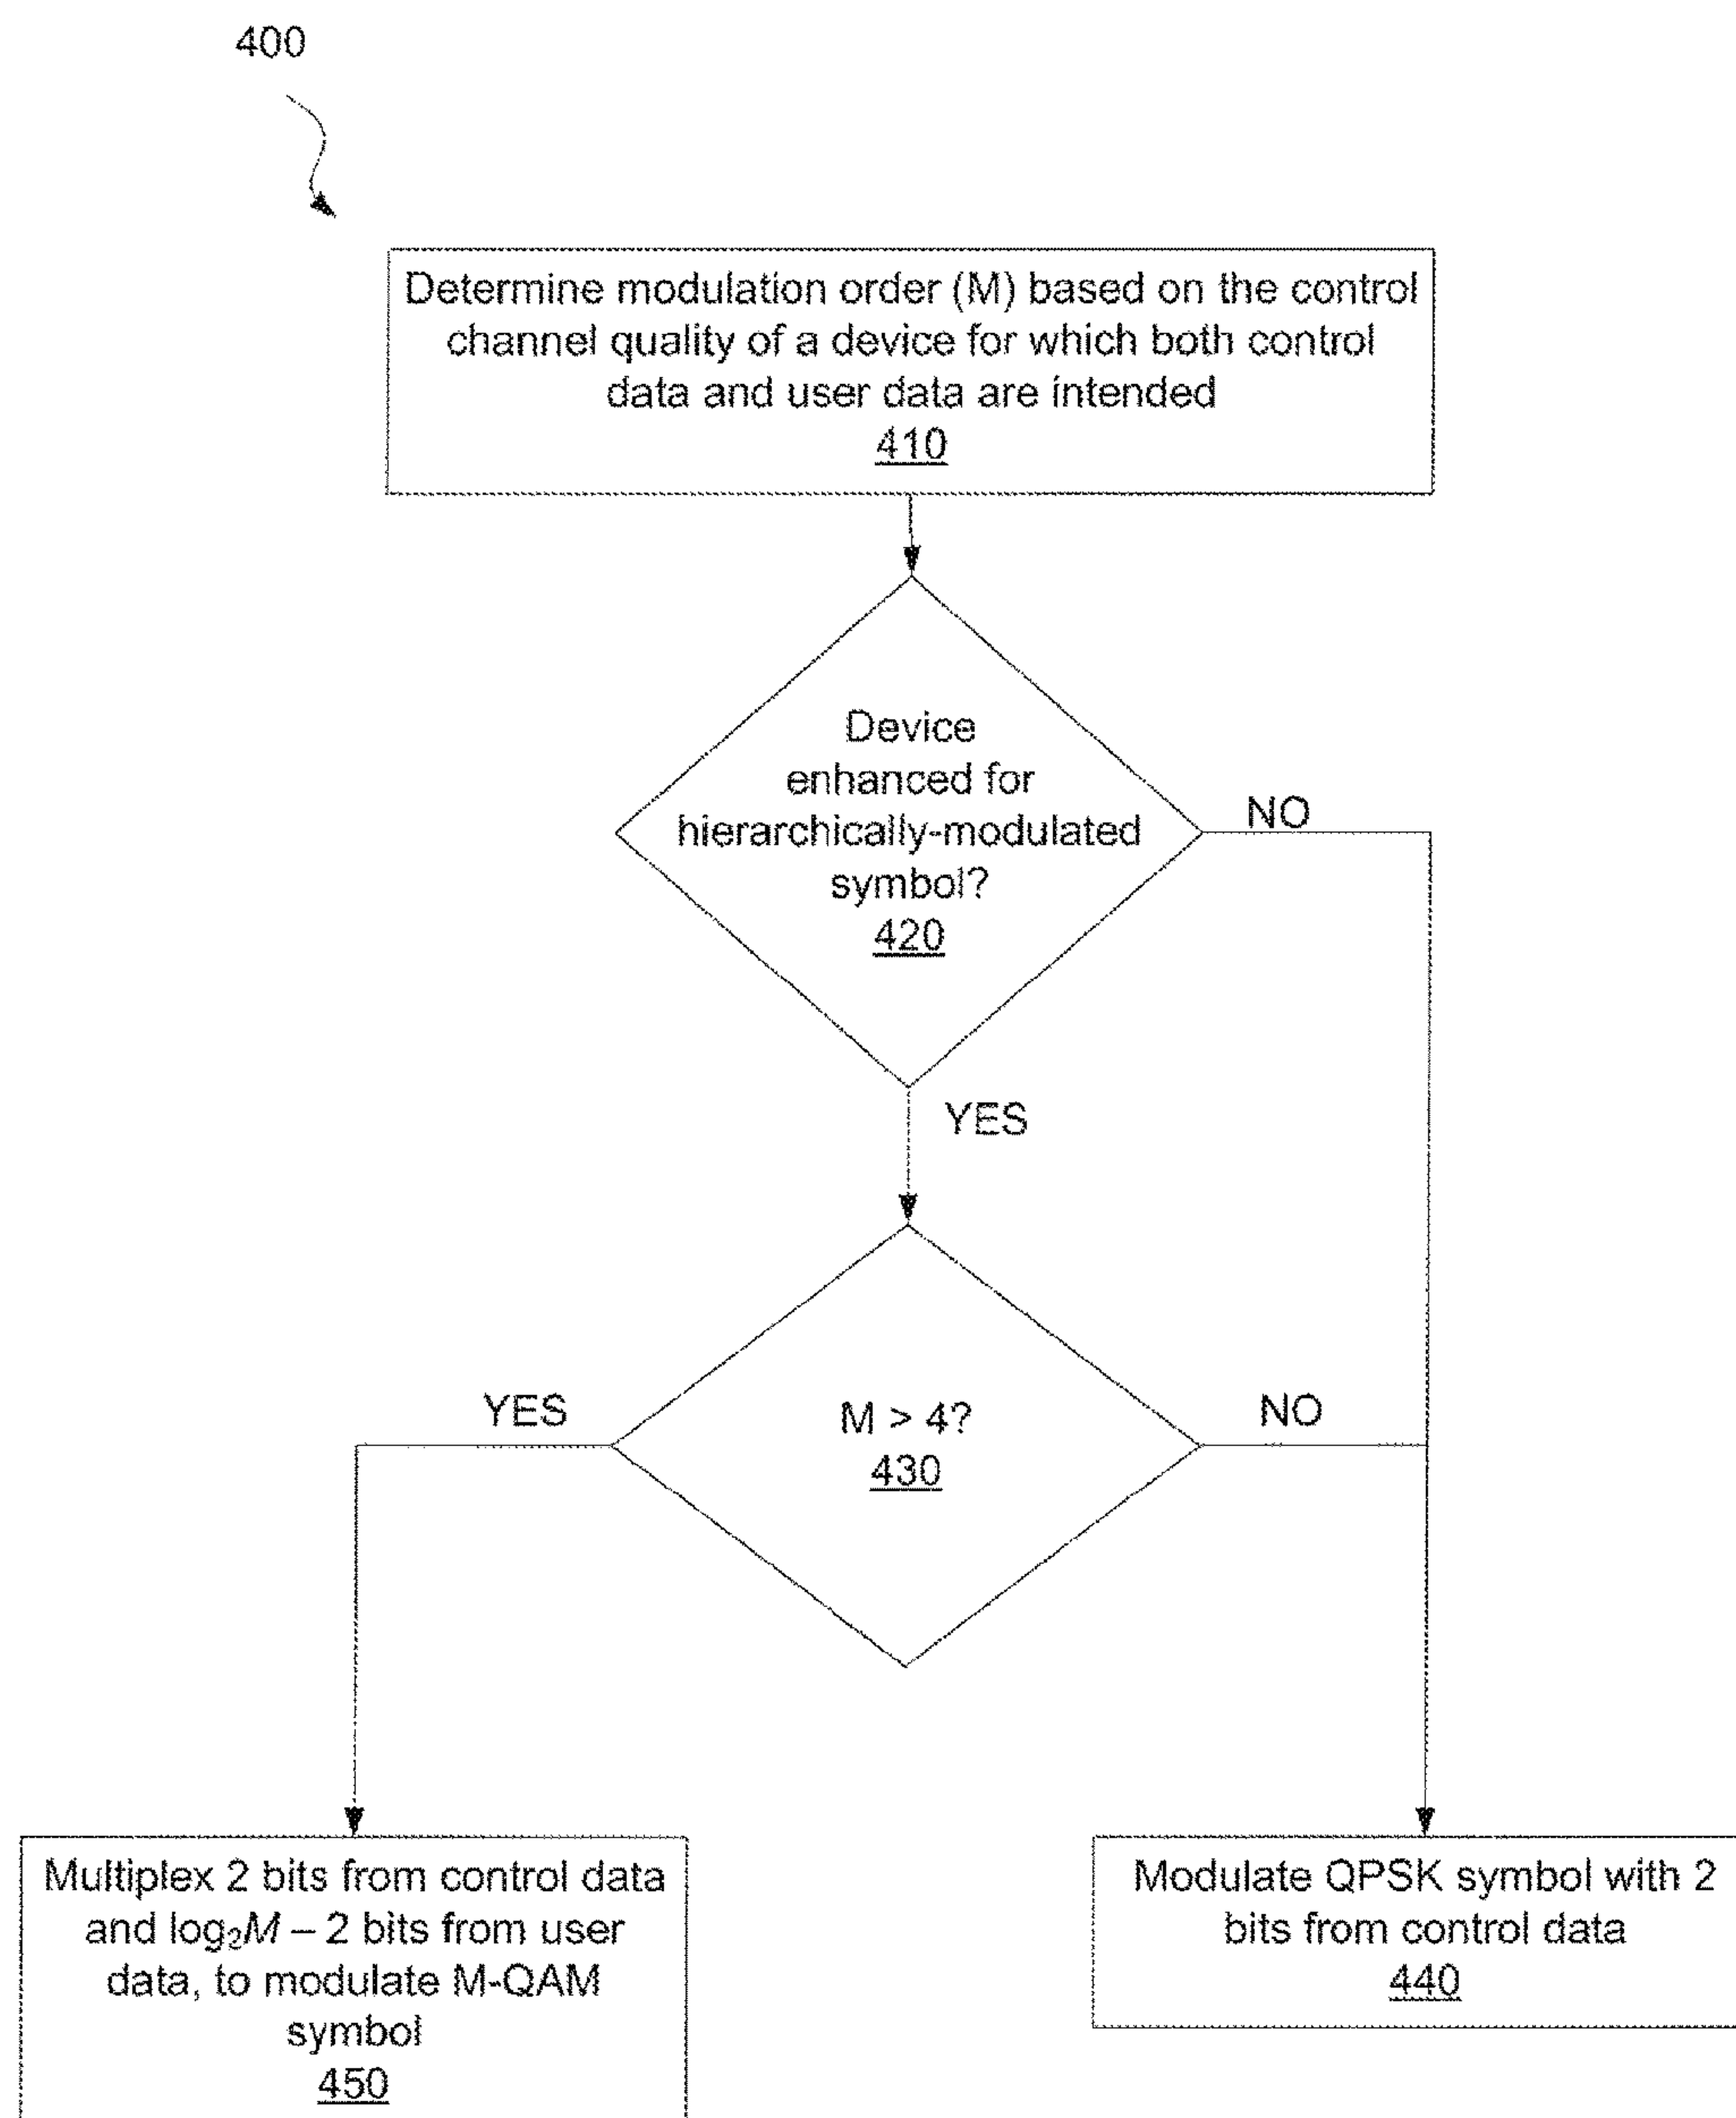 400
Determine modulation order (M) based on the control
channel quality of a device for which both control
data and user data are intended
410
Device
enhanced for
hierarchically-modulated
symbol?
420
NO
YES
M > 4?
430
YES
NO
Multiplex 2 bits from control data
and log₂M – 2 bits from user
data, to modulate M-QAM
symbol
450
Modulate QPSK symbol with 2
bits from control data
440